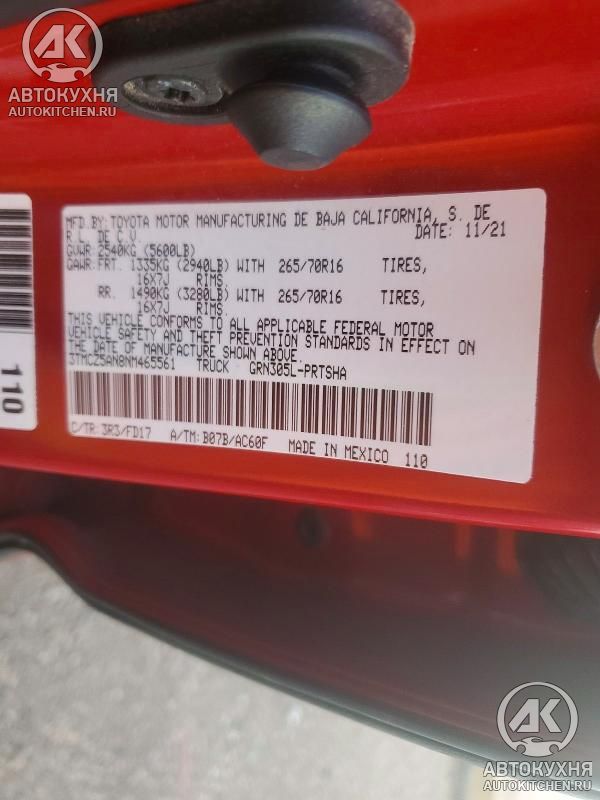 AK
АВТОКУХНЯ
AUTOKITCHEN.RU
MFD.BY:TOYOTA MOTOR MANUFACTURING DE BAJA CALIFORNIA, S. DE
R.L. DE C.V. DATE: 11/21
GVWR: 2540KG (5600LB)
GAWR:FRT. 1335KG (2940LB) WITH 265/70R16 TIRES,
16X7J RIMS.
RR. 1490KG (3280LB) WITH 265/70R16 TIRES,
16X7J RIMS.
THIS VEHICLE CONFORMS TO ALL APPLICABLE FEDERAL MOTOR
VEHICLE SAFETY AND THEFT PREVENTION STANDARDS IN EFFECT ON
THE DATE OF MANUFACTURE SHOWN ABOVE.
3TMCZ5AN8NM465561 TRUCK GRN305L-PRTSHA
C/TR: 3R3/FD17 A/TM: B07B/AC60F MADE IN MEXICO 110
110
AK
АВТОКУХНЯ
AUTOKITCHEN.RU